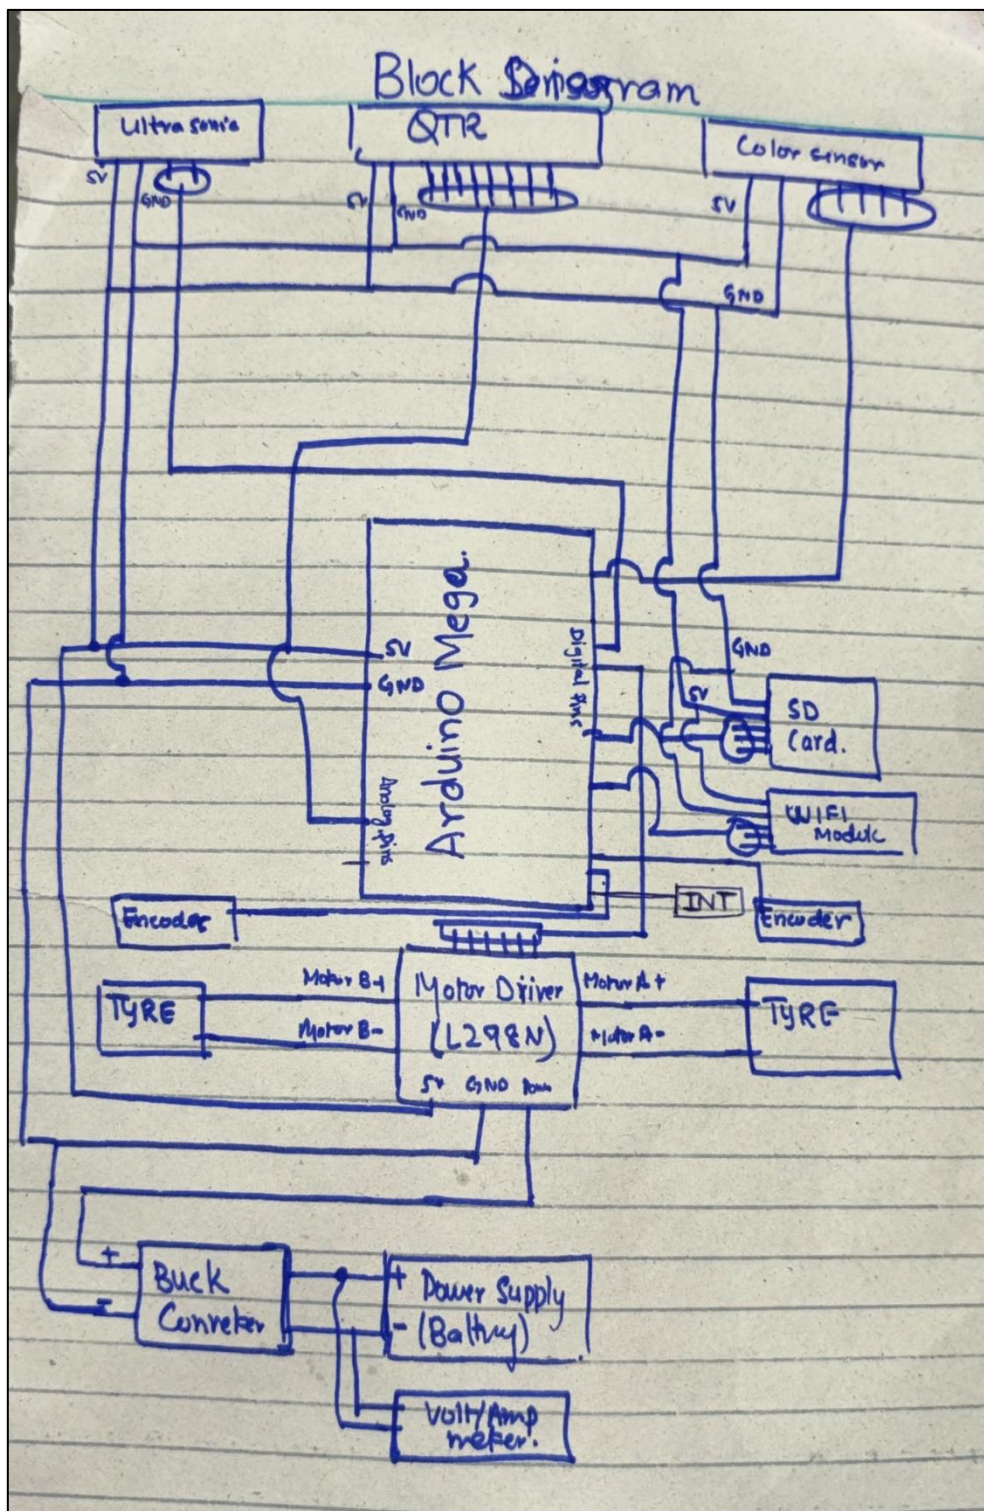 Block Diagram
Ultrasonic
QTR
Color sensor
5V
GND
5V
GND
5V
GND
Arduino Mega.
5V
GND
Digital Pins
Analog Pins
GND
5V
SD
Card.
WIFI
Module
INT
Encoder
Encoder
Motor B+
Motor B-
Motor Driver
(L298N)
Motor A+
Motor A-
TYRE
TYRE
5V GND Power
+
-
Buck
Conveter
+
-
Power Supply
(Battery)
Volt/Amp
meter.